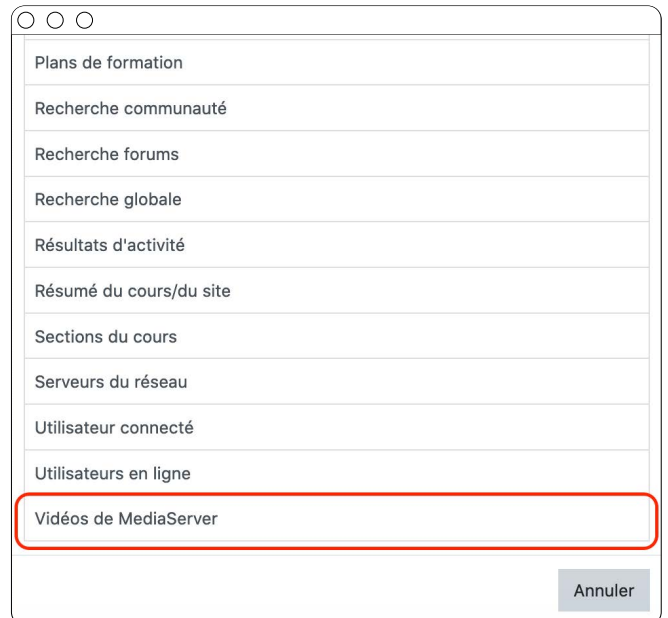 Plans de formation
Recherche communauté
Recherche forums
Recherche globale
Résultats d'activité
Résumé du cours/du site
Sections du cours
Serveurs du réseau
Utilisateur connecté
Utilisateurs en ligne
Vidéos de MediaServer
Annuler